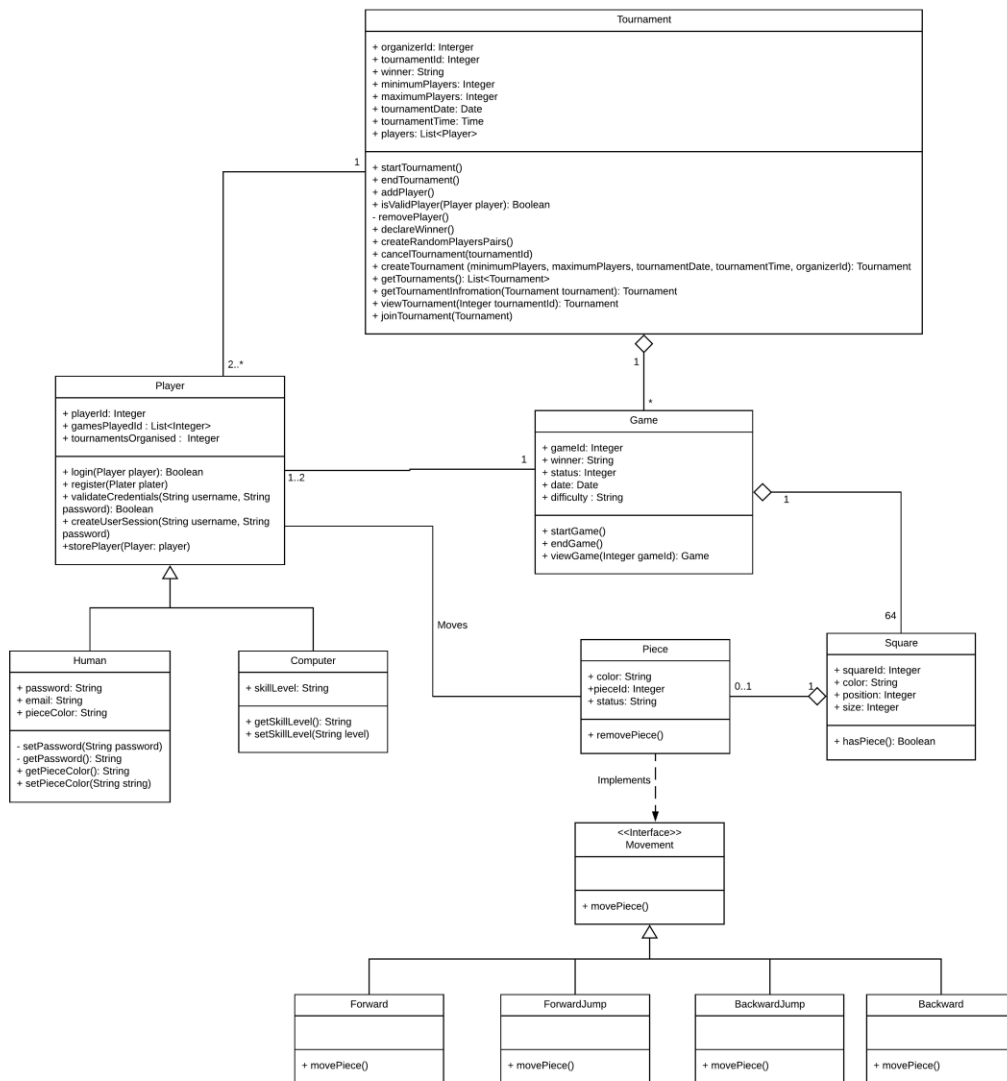 Tournament
+ organizerId: Interger
+ tournamentId: Integer
+ winner: String
+ minimumPlayers: Integer
+ maximumPlayers: Integer
+ tournamentDate: Date
+ tournamentTime: Time
+ players: List<Player>
+ startTournament()
+ endTournament()
+ addPlayer()
+ isValidPlayer(Player player): Boolean
- removePlayer()
+ declareWinner()
+ createRandomPlayersPairs()
+ cancelTournament(tournamentId)
+ createTournament (minimumPlayers, maximumPlayers, tournamentDate, tournamentTime, organizerId): Tournament
+ getTournaments(): List<Tournament>
+ getTournamentInfromation(Tournament tournament): Tournament
+ viewTournament(Integer tournamentId): Tournament
+ joinTournament(Tournament)
1
2..*
1
*
Player
+ playerId: Integer
+ gamesPlayedId : List<Integer>
+ tournamentsOrganised :  Integer
+ login(Player player): Boolean
+ register(Plater plater)
+ validateCredentials(String username, String
password): Boolean
+ createUserSession(String username, String
password)
+storePlayer(Player: player)
1..2
1
Game
+ gameId: Integer
+ winner: String
+ status: Integer
+ date: Date
+ difficulty : String
+ startGame()
+ endGame()
+ viewGame(Integer gameId): Game
1
64
Moves
Human
+ password: String
+ email: String
+ pieceColor: String
- setPassword(String password)
- getPassword(): String
+ getPieceColor(): String
+ setPieceColor(String string)
Computer
+ skillLevel: String
+ getSkillLevel(): String
+ setSkillLevel(String level)
Piece
+ color: String
+pieceId: Integer
+ status: String
+ removePiece()
0..1
1
Square
+ squareId: Integer
+ color: String
+ position: Integer
+ size: Integer
+ hasPiece(): Boolean
Implements
<<Interface>>
Movement
+ movePiece()
Forward
+ movePiece()
ForwardJump
+ movePiece()
BackwardJump
+ movePiece()
Backward
+ movePiece()